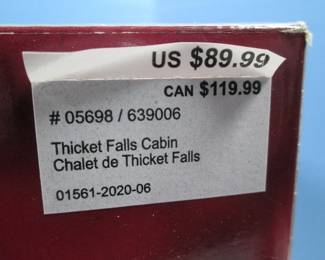 US $89.99
CAN $119.99
# 05698 / 639006
Thicket Falls Cabin
Chalet de Thicket Falls
01561-2020-06